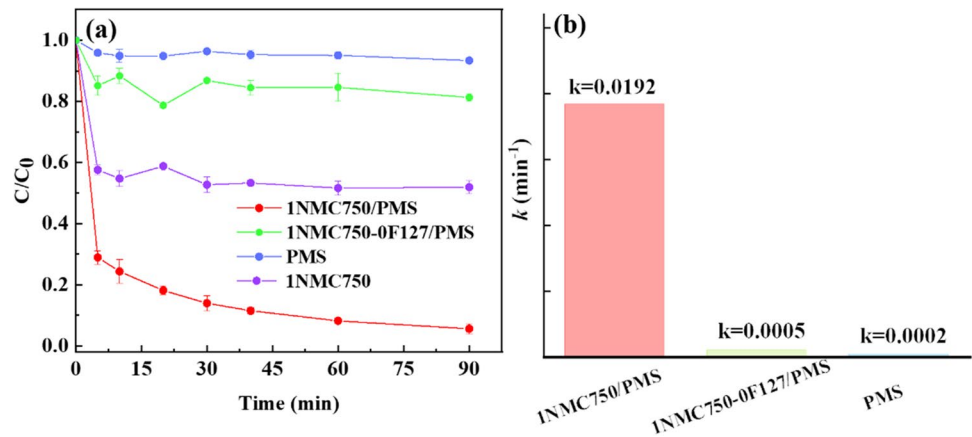 (a)
1.0
0.8
0.6
0.4
0.2
0.0
C/C0
0
15
30
45
60
75
90
Time (min)
1NMC750/PMS
1NMC750-0F127/PMS
PMS
1NMC750
(b)
k (min-1)
k=0.0192
k=0.0005
k=0.0002
1NMC750/PMS
1NMC750-0F127/PMS
PMS